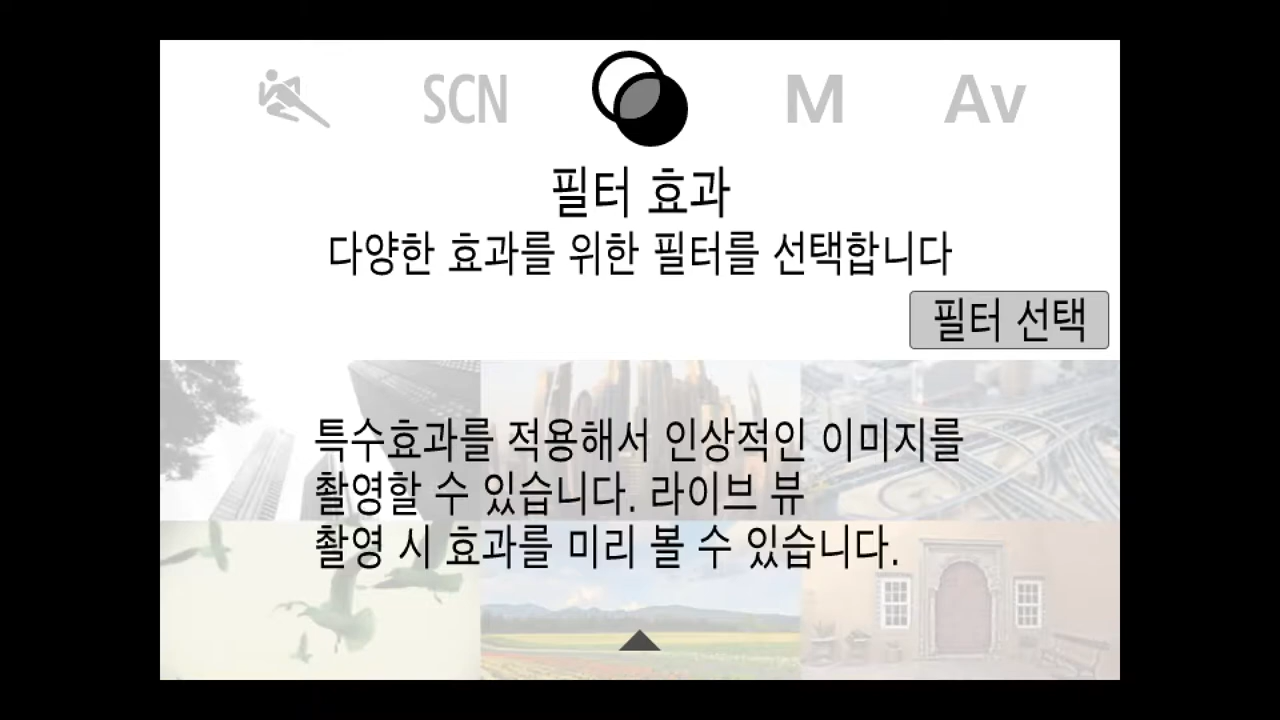 SCN M Av
필터 효과
다양한 효과를 위한 필터를 선택합니다
필터 선택
특수효과를 적용해서 인상적인 이미지를
촬영할 수 있습니다. 라이브 뷰
촬영 시 효과를 미리 볼 수 있습니다.